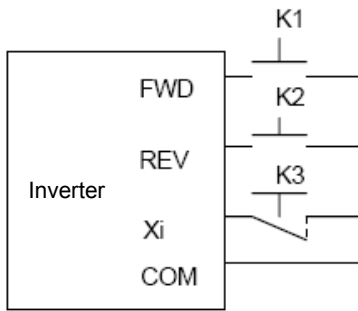 K1
FWD
K2
REV
K3
Inverter
Xi
COM